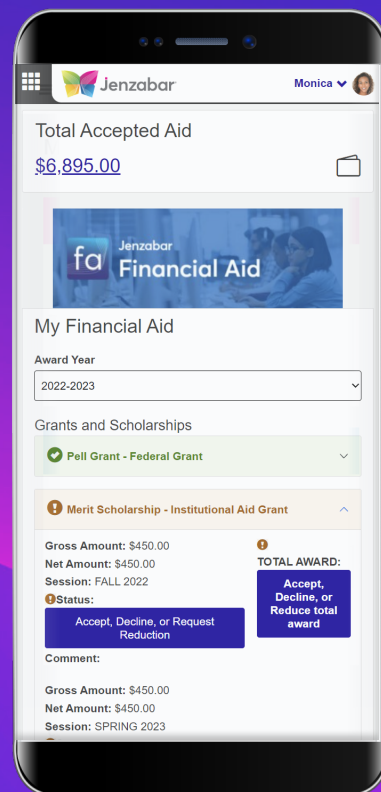 Jenzabar
Monica
Total Accepted Aid
$6,895.00
fa Jenzabar
Financial Aid
My Financial Aid
Award Year
2022-2023
Grants and Scholarships
Pell Grant - Federal Grant
Merit Scholarship - Institutional Aid Grant
Gross Amount: $450.00
Net Amount: $450.00
Session: FALL 2022
Status:
Accept, Decline, or Request
Reduction
TOTAL AWARD:
Accept,
Decline, or
Reduce total
award
Comment:
Gross Amount: $450.00
Net Amount: $450.00
Session: SPRING 2023